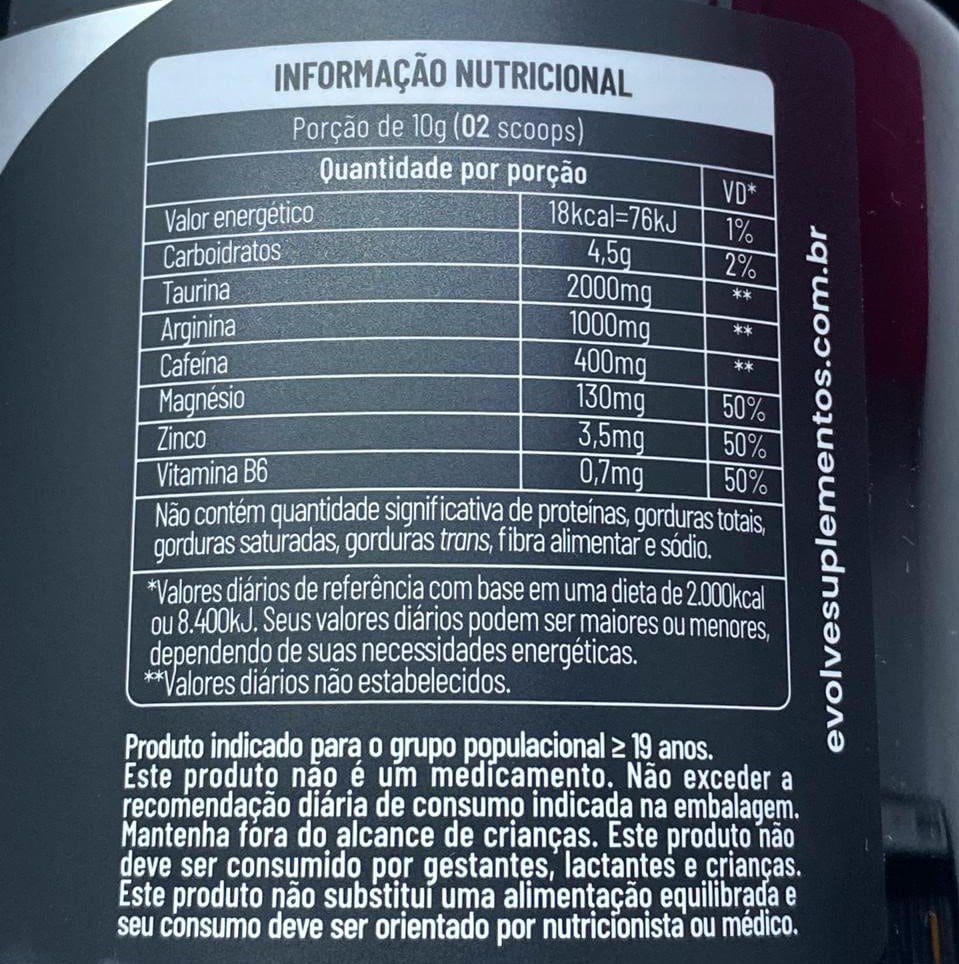 INFORMAÇÃO NUTRICIONAL
Porção de 10g (02 scoops)
Quantidade por porção VD*
Valor energético 18kcal=76kJ 1%
Carboidratos 4,5g 2%
Taurina 2000mg **
Arginina 1000mg **
Cafeína 400mg **
Magnésio 130mg 50%
Zinco 3,5mg 50%
Vitamina B6 0,7mg 50%
Não contém quantidade significativa de proteínas, gorduras totais,
gorduras saturadas, gorduras trans, fibra alimentar e sódio.
*Valores diários de referência com base em uma dieta de 2.000kcal
ou 8.400kJ. Seus valores diários podem ser maiores ou menores,
dependendo de suas necessidades energéticas.
**Valores diários não estabelecidos.
Produto indicado para o grupo populacional ≥ 19 anos.
Este produto não é um medicamento. Não exceder a
recomendação diária de consumo indicada na embalagem.
Mantenha fora do alcance de crianças. Este produto não
deve ser consumido por gestantes, lactantes e crianças.
Este produto não substitui uma alimentação equilibrada e
seu consumo deve ser orientado por nutricionista ou médico.
evolvesuplementos.com.br